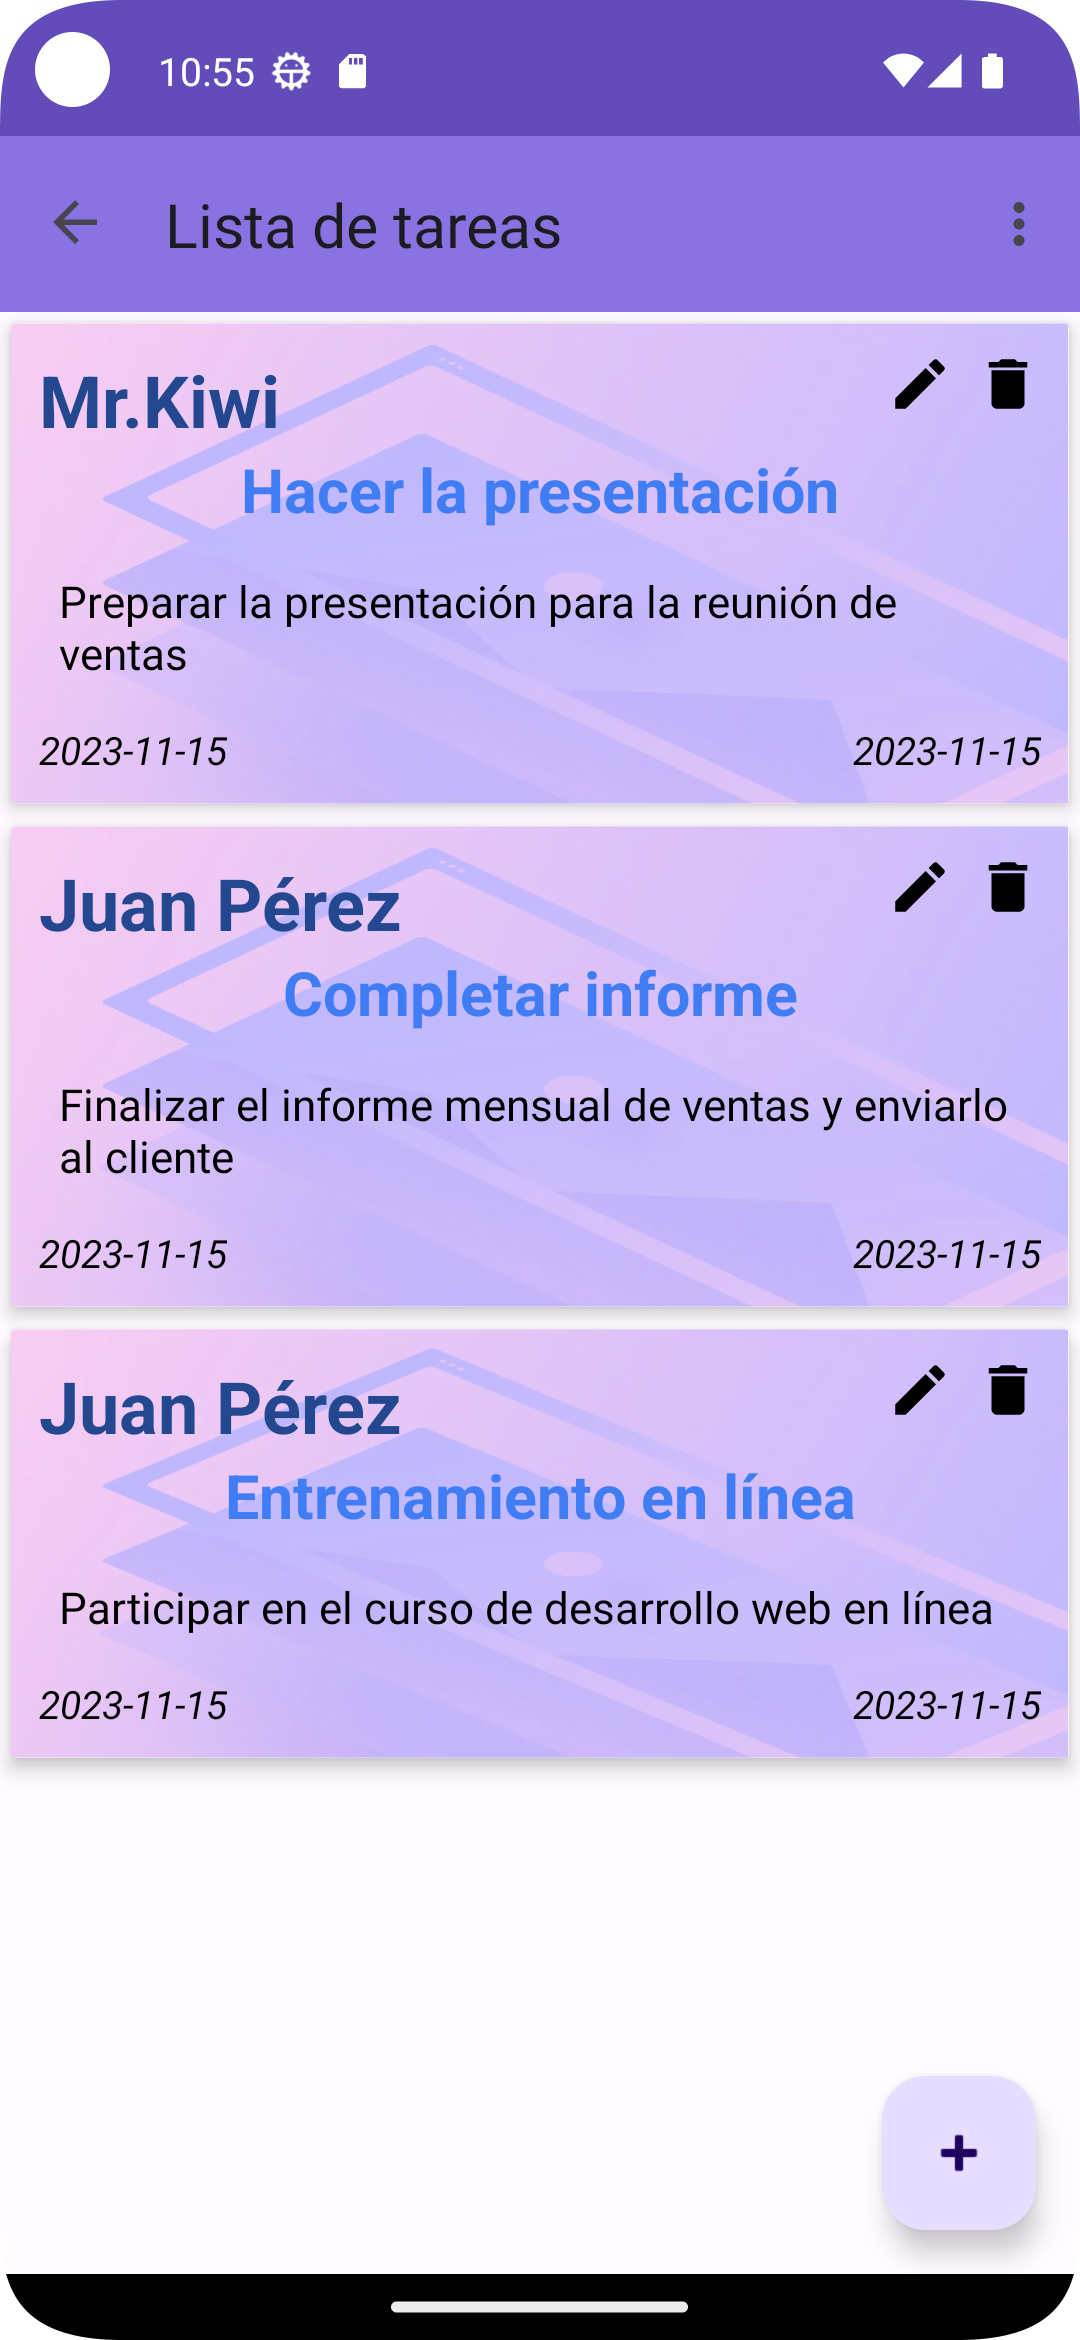 10:55
Lista de tareas
Mr.Kiwi
Hacer la presentación
Preparar la presentación para la reunión de
ventas
2023-11-15 2023-11-15
Juan Pérez
Completar informe
Finalizar el informe mensual de ventas y enviarlo
al cliente
2023-11-15 2023-11-15
Juan Pérez
Entrenamiento en línea
Participar en el curso de desarrollo web en línea
2023-11-15 2023-11-15